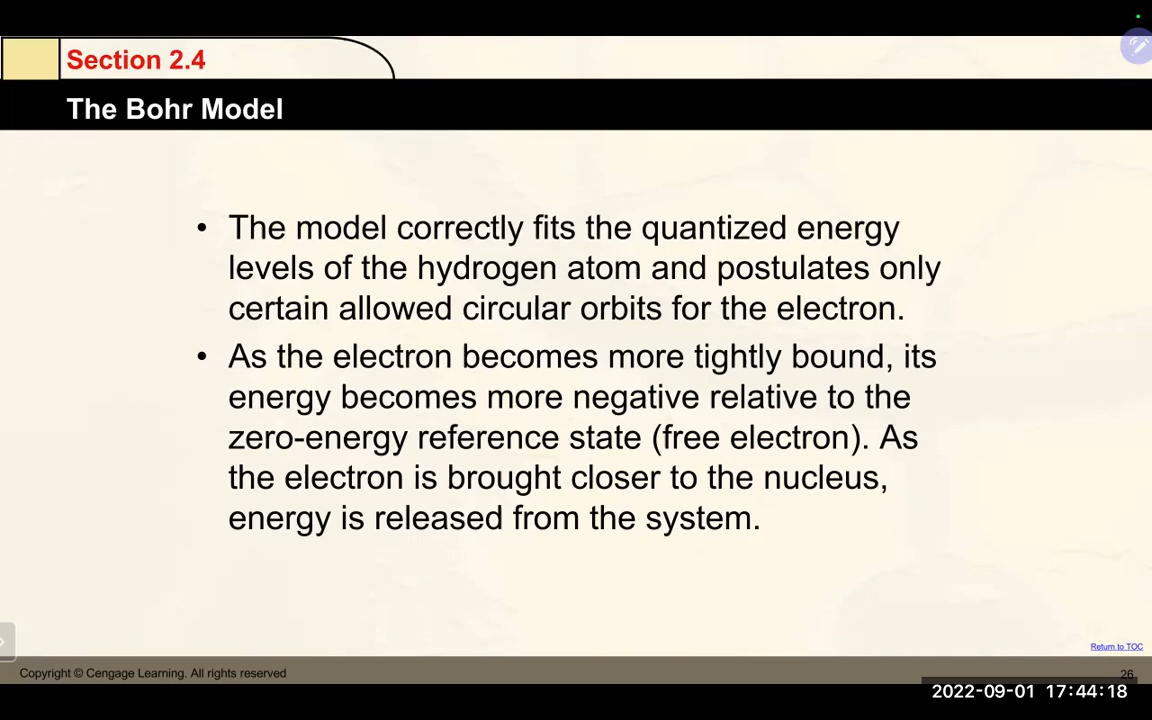 Section 2.4
The Bohr Model
• The model correctly fits the quantized energy
levels of the hydrogen atom and postulates only
certain allowed circular orbits for the electron.
• As the electron becomes more tightly bound, its
energy becomes more negative relative to the
zero-energy reference state (free electron). As
the electron is brought closer to the nucleus,
energy is released from the system.
Return to TOC
Copyright © Cengage Learning. All rights reserved
26
2022-09-01 17:44:18